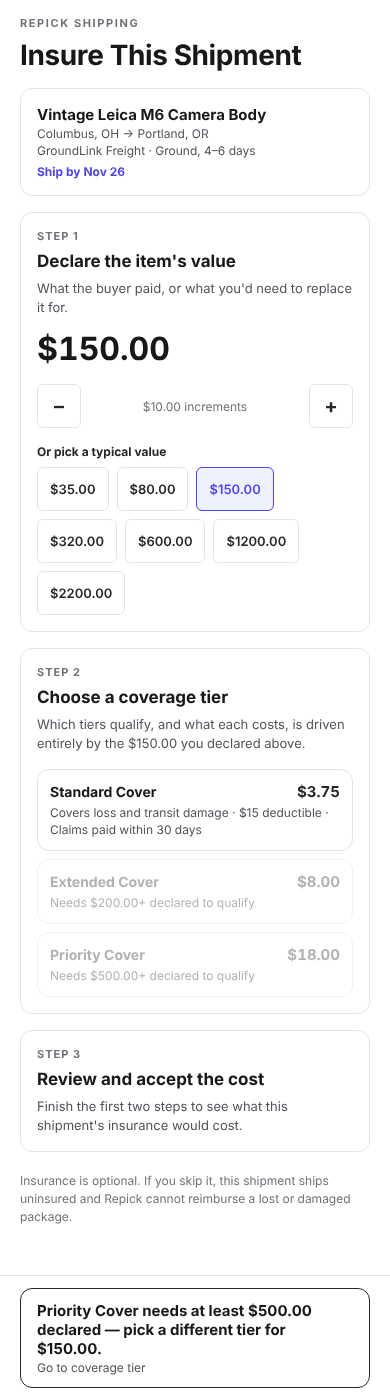 REPICK SHIPPING
Insure This Shipment
Vintage Leica M6 Camera Body
Columbus, OH → Portland, OR
GroundLink Freight · Ground, 4–6 days
Ship by Nov 26
STEP 1
Declare the item's value
What the buyer paid, or what you'd need to replace
it for.
$150.00
− $10.00 increments +
Or pick a typical value
$35.00 $80.00 $150.00
$320.00 $600.00 $1200.00
$2200.00
STEP 2
Choose a coverage tier
Which tiers qualify, and what each costs, is driven
entirely by the $150.00 you declared above.
Standard Cover $3.75
Covers loss and transit damage · $15 deductible ·
Claims paid within 30 days
Extended Cover $8.00
Needs $200.00+ declared to qualify
Priority Cover $18.00
Needs $500.00+ declared to qualify
STEP 3
Review and accept the cost
Finish the first two steps to see what this
shipment's insurance would cost.
Insurance is optional. If you skip it, this shipment ships
uninsured and Repick cannot reimburse a lost or damaged
package.
Priority Cover needs at least $500.00
declared — pick a different tier for
$150.00.
Go to coverage tier